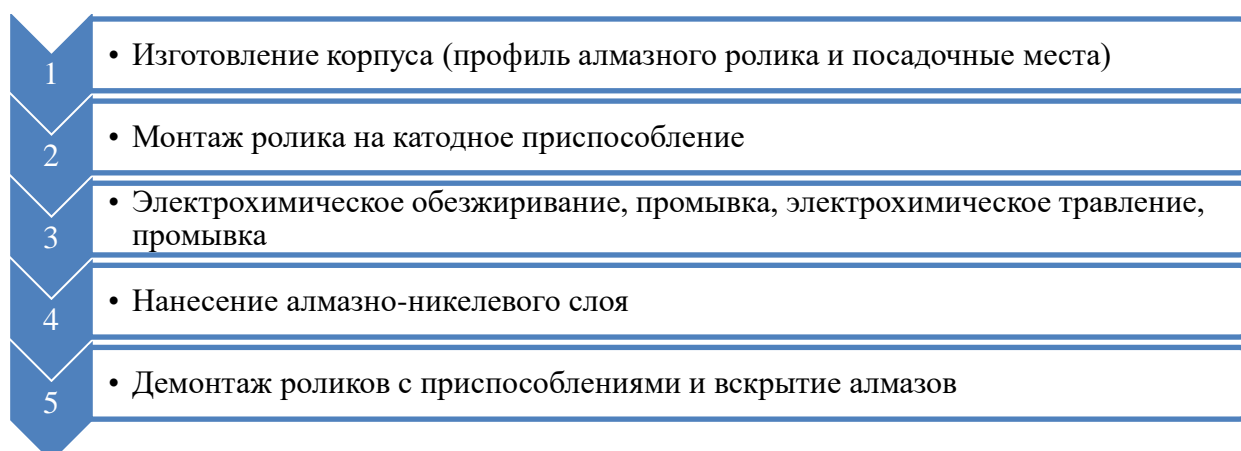 1
• Изготовление корпуса (профиль алмазного ролика и посадочные места)
2
• Монтаж ролика на катодное приспособление
3
• Электрохимическое обезжиривание, промывка, электрохимическое травление,
промывка
4
• Нанесение алмазно-никелевого слоя
5
• Демонтаж роликов с приспособлениями и вскрытие алмазов